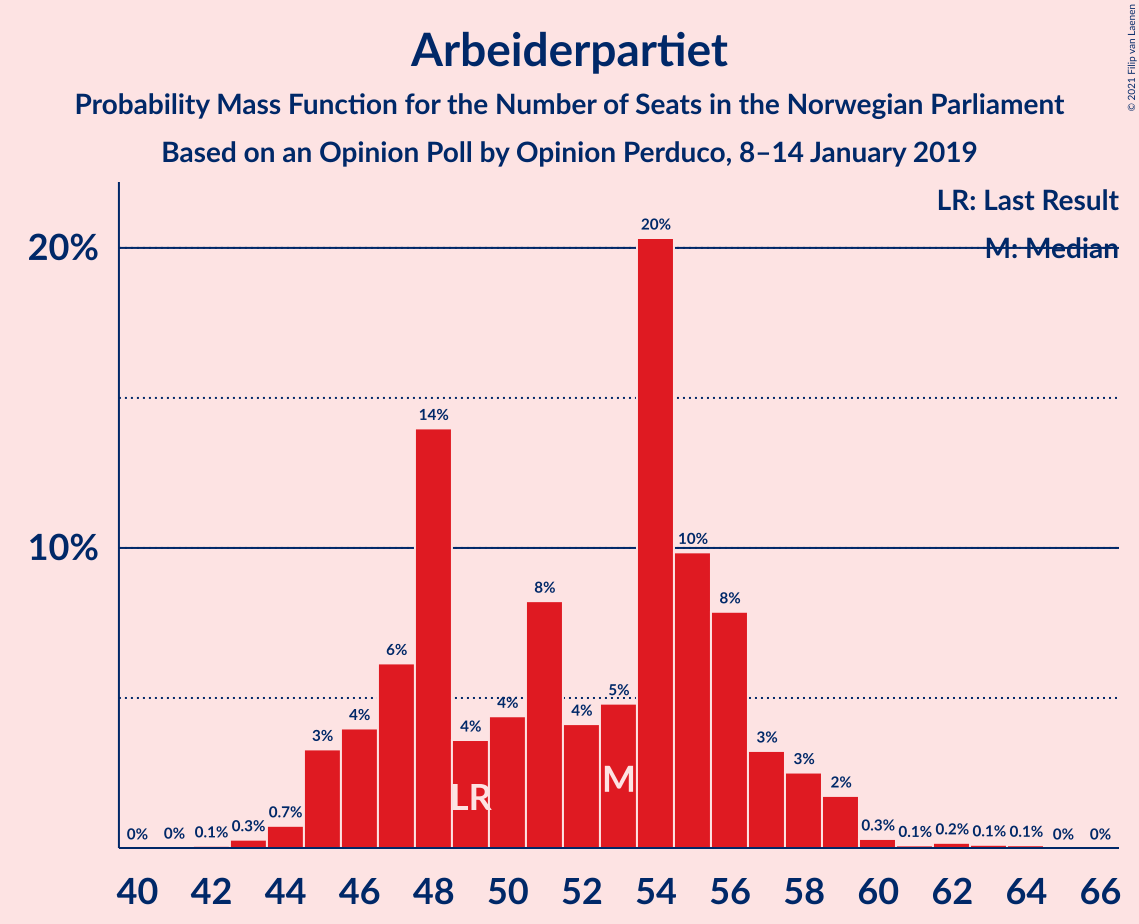 Arbeiderpartiet
Probability Mass Function for the Number of Seats in the Norwegian Parliament
Based on an Opinion Poll by Opinion Perduco, 8–14 January 2019
© 2021 Filip van Laenen
LR: Last Result
M: Median
20%
10%
0% 0% 0.1% 0.3% 0.7% 3% 4% 6% 14% 4% 4% 8% 4% 5% 20% 10% 8% 3% 3% 2% 0.3% 0.1% 0.2% 0.1% 0.1% 0% 0%
LR M
40 42 44 46 48 50 52 54 56 58 60 62 64 66